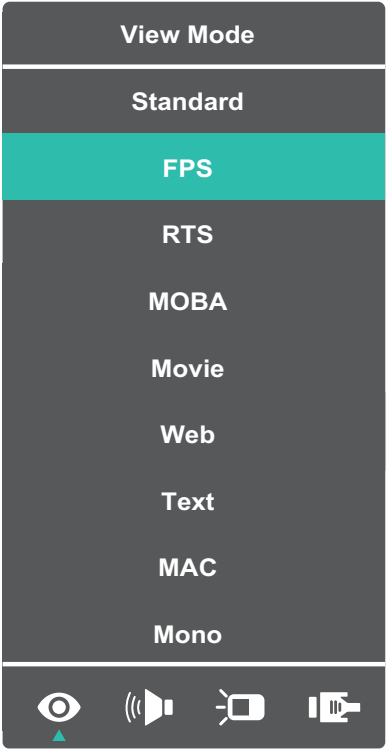 View Mode
Standard
FPS
RTS
MOBA
Movie
Web
Text
MAC
Mono